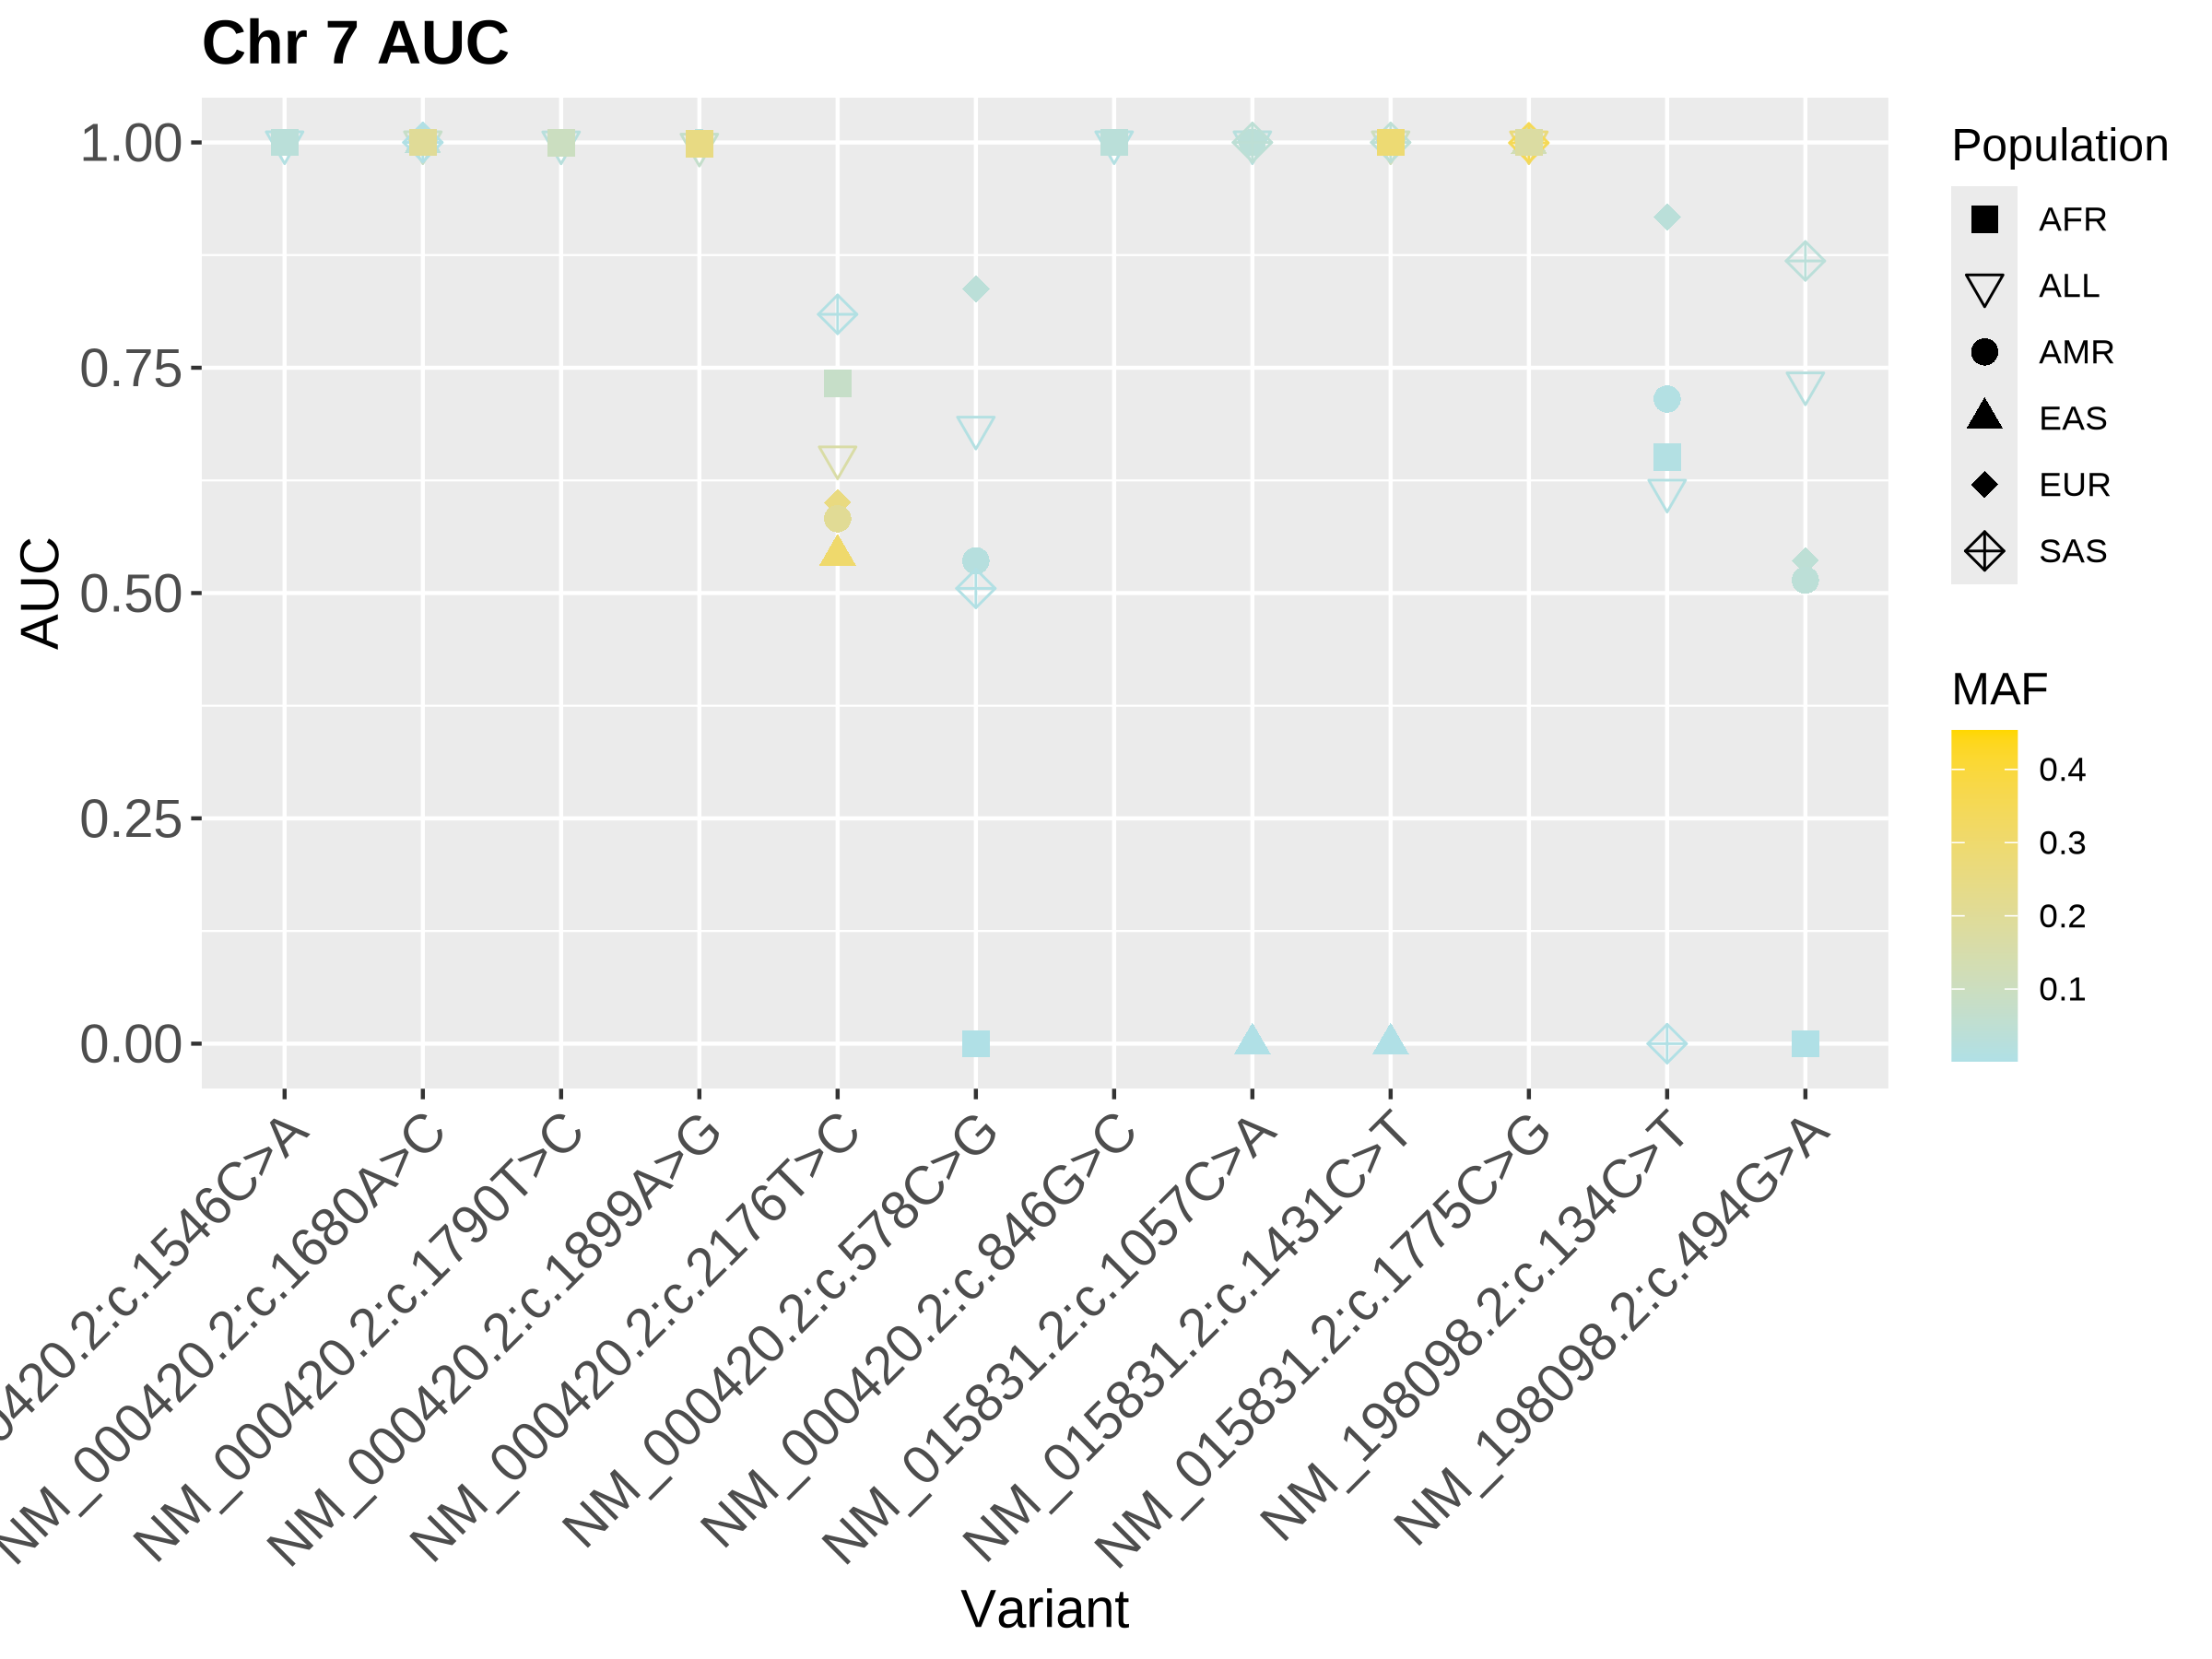 Chr 7 AUC
AUC
1.00
0.75
0.50
0.25
0.00
0420.2:c.1546C>A
NM_000420.2:c.1680A>C
NM_000420.2:c.1790T>C
NM_000420.2:c.1899A>G
NM_000420.2:c.2176T>C
NM_000420.2:c.578C>G
NM_000420.2:c.846G>C
NM_015831.2:c.1057C>A
NM_015831.2:c.1431C>T
NM_015831.2:c.1775C>G
NM_198098.2:c.134C>T
NM_198098.2:c.494G>A
Variant
Population
AFR
ALL
AMR
EAS
EUR
SAS
MAF
0.4
0.3
0.2
0.1